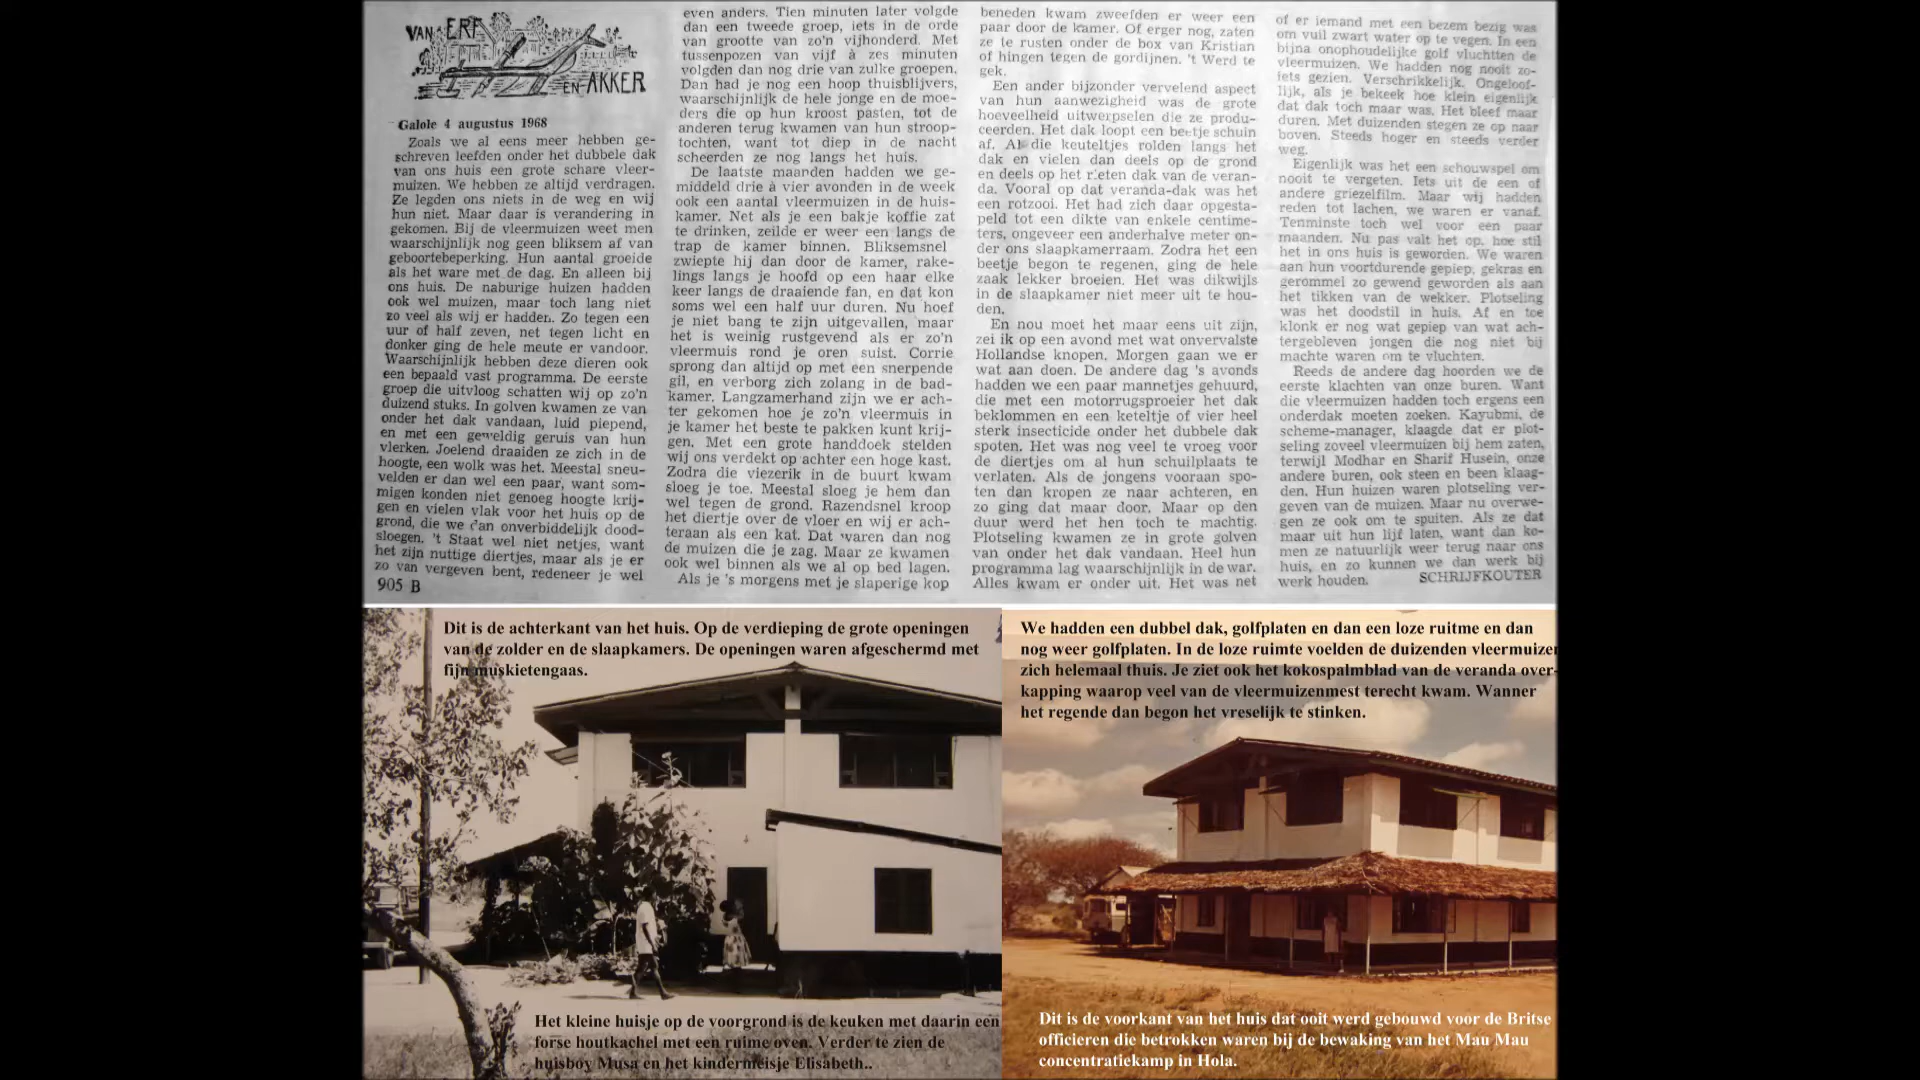 VAN ERF
EN AKKER
Galole 4 augustus 1968
Zoals we al eens meer hebben ge-
schreven leefden onder het dubbele dak
van ons huis een grote schare vleer-
muizen. We hebben ze altijd verdragen.
Ze legden ons niets in de weg en wij
hun niet. Maar daar is verandering in
gekomen. Bij de vleermuizen weet men
waarschijnlijk nog geen bliksem af van
geboortebeperking. Hun aantal groeide
als het ware met de dag. En alleen bij
ons huis. De naburige huizen hadden
ook wel muizen, maar toch lang niet
zo veel als wij er hadden. Zo tegen een
uur of half zeven, net tegen licht en
donker ging de hele meute er vandoor.
Waarschijnlijk hebben deze dieren ook
een bepaald vast programma. De eerste
groep die uitvloog schatten wij op zo'n
duizend stuks. In golven kwamen ze van
onder het dak vandaan, luid piepend,
en met een geweldig geruis van hun
vlerken. Joelend draaiden ze zich in de
hoogte, een wolk was het. Meestal sneu-
velden er dan wel een paar, want som-
migen konden niet genoeg hoogte krij-
gen en vielen vlak voor het huis op de
grond, die we dan onverbiddelijk dood-
sloegen. 't Staat wel niet netjes, want
het zijn nuttige diertjes, maar als je er
zo van vergeven bent, redeneer je wel
905 B
even anders. Tien minuten later volgde
dan een tweede groep, iets in de orde
van grootte van zo'n vijhonderd. Met
tussenpozen van vijf à zes minuten
volgden dan nog drie van zulke groepen.
Dan had je nog een hoop thuisblijvers,
waarschijnlijk de hele jonge en de moe-
ders die op hun kroost pasten, tot de
anderen terug kwamen van hun stroop-
tochten, want tot diep in de nacht
scheerden ze nog langs het huis.
De laatste maanden hadden we ge-
middeld drie à vier avonden in de week
ook een aantal vleermuizen in de huis-
kamer. Net als je een bakje koffie zat
te drinken, zeilde er weer een langs de
trap de kamer binnen. Bliksemsnel
zwiepte hij dan door de kamer, rake-
lings langs je hoofd op een haar elke
keer langs de draaiende fan, en dat kon
soms wel een half uur duren. Nu hoef
je niet bang te zijn uitgevallen, maar
het is weinig rustgevend als er zo'n
vleermuis rond je oren suist. Corrie
sprong dan altijd op met een snerpende
gil, en verborg zich zolang in de bad-
kamer. Langzamerhand zijn we er ach-
ter gekomen hoe je zo'n vleermuis in
je kamer het beste te pakken kunt krij-
gen. Met een grote handdoek stelden
wij ons verdekt op achter een hoge kast.
Zodra die viezerik in de buurt kwam
sloeg je toe. Meestal sloeg je hem dan
wel tegen de grond. Razendsnel kroop
het diertje over de vloer en wij er ach-
teraan als een kat. Dat waren dan nog
de muizen die je zag. Maar ze kwamen
ook wel binnen als we al op bed lagen.
Als je 's morgens met je slaperige kop
beneden kwam zweefden er weer een
paar door de kamer. Of erger nog, zaten
ze te rusten onder de box van Kristian
of hingen tegen de gordijnen. 't Werd te
gek.
Een ander bijzonder vervelend aspect
van hun aanwezigheid was de grote
hoeveelheid uitwerpselen die ze produ-
ceerden. Het dak loopt een beetje schuin
af. Al die keuteltjes rolden langs het
dak en vielen dan deels op de grond
en deels op het rieten dak van de veran-
da. Vooral op dat veranda-dak was het
een rotzooi. Het had zich daar opgesta-
peld tot een dikte van enkele centime-
ters, ongeveer een anderhalve meter on-
der ons slaapkamerraam. Zodra het een
beetje begon te regenen, ging de hele
zaak lekker broeien. Het was dikwijls
in de slaapkamer niet meer uit te hou-
den.
En nou moet het maar eens uit zijn,
zei ik op een avond met wat onvervalste
Hollandse knopen. Morgen gaan we er
wat aan doen. De andere dag 's avonds
hadden we een paar mannetjes gehuurd,
die met een motorrugsproeier het dak
beklommen en een keteltje of vier heel
sterk insecticide onder het dubbele dak
spoten. Het was nog veel te vroeg voor
de diertjes om al hun schuilplaats te
verlaten. Als de jongens vooraan spo-
ten dan kropen ze naar achteren, en
zo ging dat maar door. Maar op den
duur werd het hen toch te machtig.
Plotseling kwamen ze in grote golven
van onder het dak vandaan. Heel hun
programma lag waarschijnlijk in de war.
Alles kwam er onder uit. Het was net
of er iemand met een bezem bezig was
om vuil zwart water op te vegen. In een
bijna onophoudelijke golf vluchtten de
vleermuizen. We hadden nog nooit zo-
iets gezien. Verschrikkelijk. Ongeloof-
lijk, als je bekeek hoe klein eigenlijk
dat dak toch maar was. Het bleef maar
duren. Met duizenden stegen ze op naar
boven. Steeds hoger en steeds verder
weg.
Eigenlijk was het een schouwspel om
nooit te vergeten. Iets uit de een of
andere griezelfilm. Maar wij hadden
reden tot lachen, we waren er vanaf.
Tenminste toch wel voor een paar
maanden. Nu pas valt het op, hoe stil
het in ons huis is geworden. We waren
aan hun voortdurende gepiep, gekras en
gerommel zo gewend geworden als aan
het tikken van de wekker. Plotseling
was het doodstil in huis. Af en toe
klonk er nog wat gepiep van wat ach-
tergebleven jongen die nog niet bij
machte waren om te vluchten.
Reeds de andere dag hoorden we de
eerste klachten van onze buren. Want
die vleermuizen hadden toch ergens een
onderdak moeten zoeken. Kayubmi, de
scheme-manager, klaagde dat er plot-
seling zoveel vleermuizen bij hem zaten,
terwijl Modhar en Sharif Husein, onze
andere buren, ook steen en been klaag-
den. Hun huizen waren plotseling ver-
geven van de muizen. Maar nu overwe-
gen ze ook om te spuiten. Als ze dat
maar uit hun lijf laten, want dan ko-
men ze natuurlijk weer terug naar ons
huis, en zo kunnen we dan werk bij
werk houden. SCHRIJFKOUTER
Dit is de achterkant van het huis. Op de verdieping de grote openingen
van de zolder en de slaapkamers. De openingen waren afgeschermd met
fijn muskietengaas.
Het kleine huisje op de voorgrond is de keuken met daarin een
forse houtkachel met een ruime oven. Verder te zien de
huisboy Musa en het kindermeisje Elisabeth..
We hadden een dubbel dak, golfplaten en dan een loze ruitme en dan
nog weer golfplaten. In de loze ruimte voelden de duizenden vleermuizen
zich helemaal thuis. Je ziet ook het kokospalmblad van de veranda over-
kapping waarop veel van de vleermuizenmest terecht kwam. Wanner
het regende dan begon het vreselijk te stinken.
Dit is de voorkant van het huis dat ooit werd gebouwd voor de Britse
officieren die betrokken waren bij de bewaking van het Mau Mau
concentratiekamp in Hola.